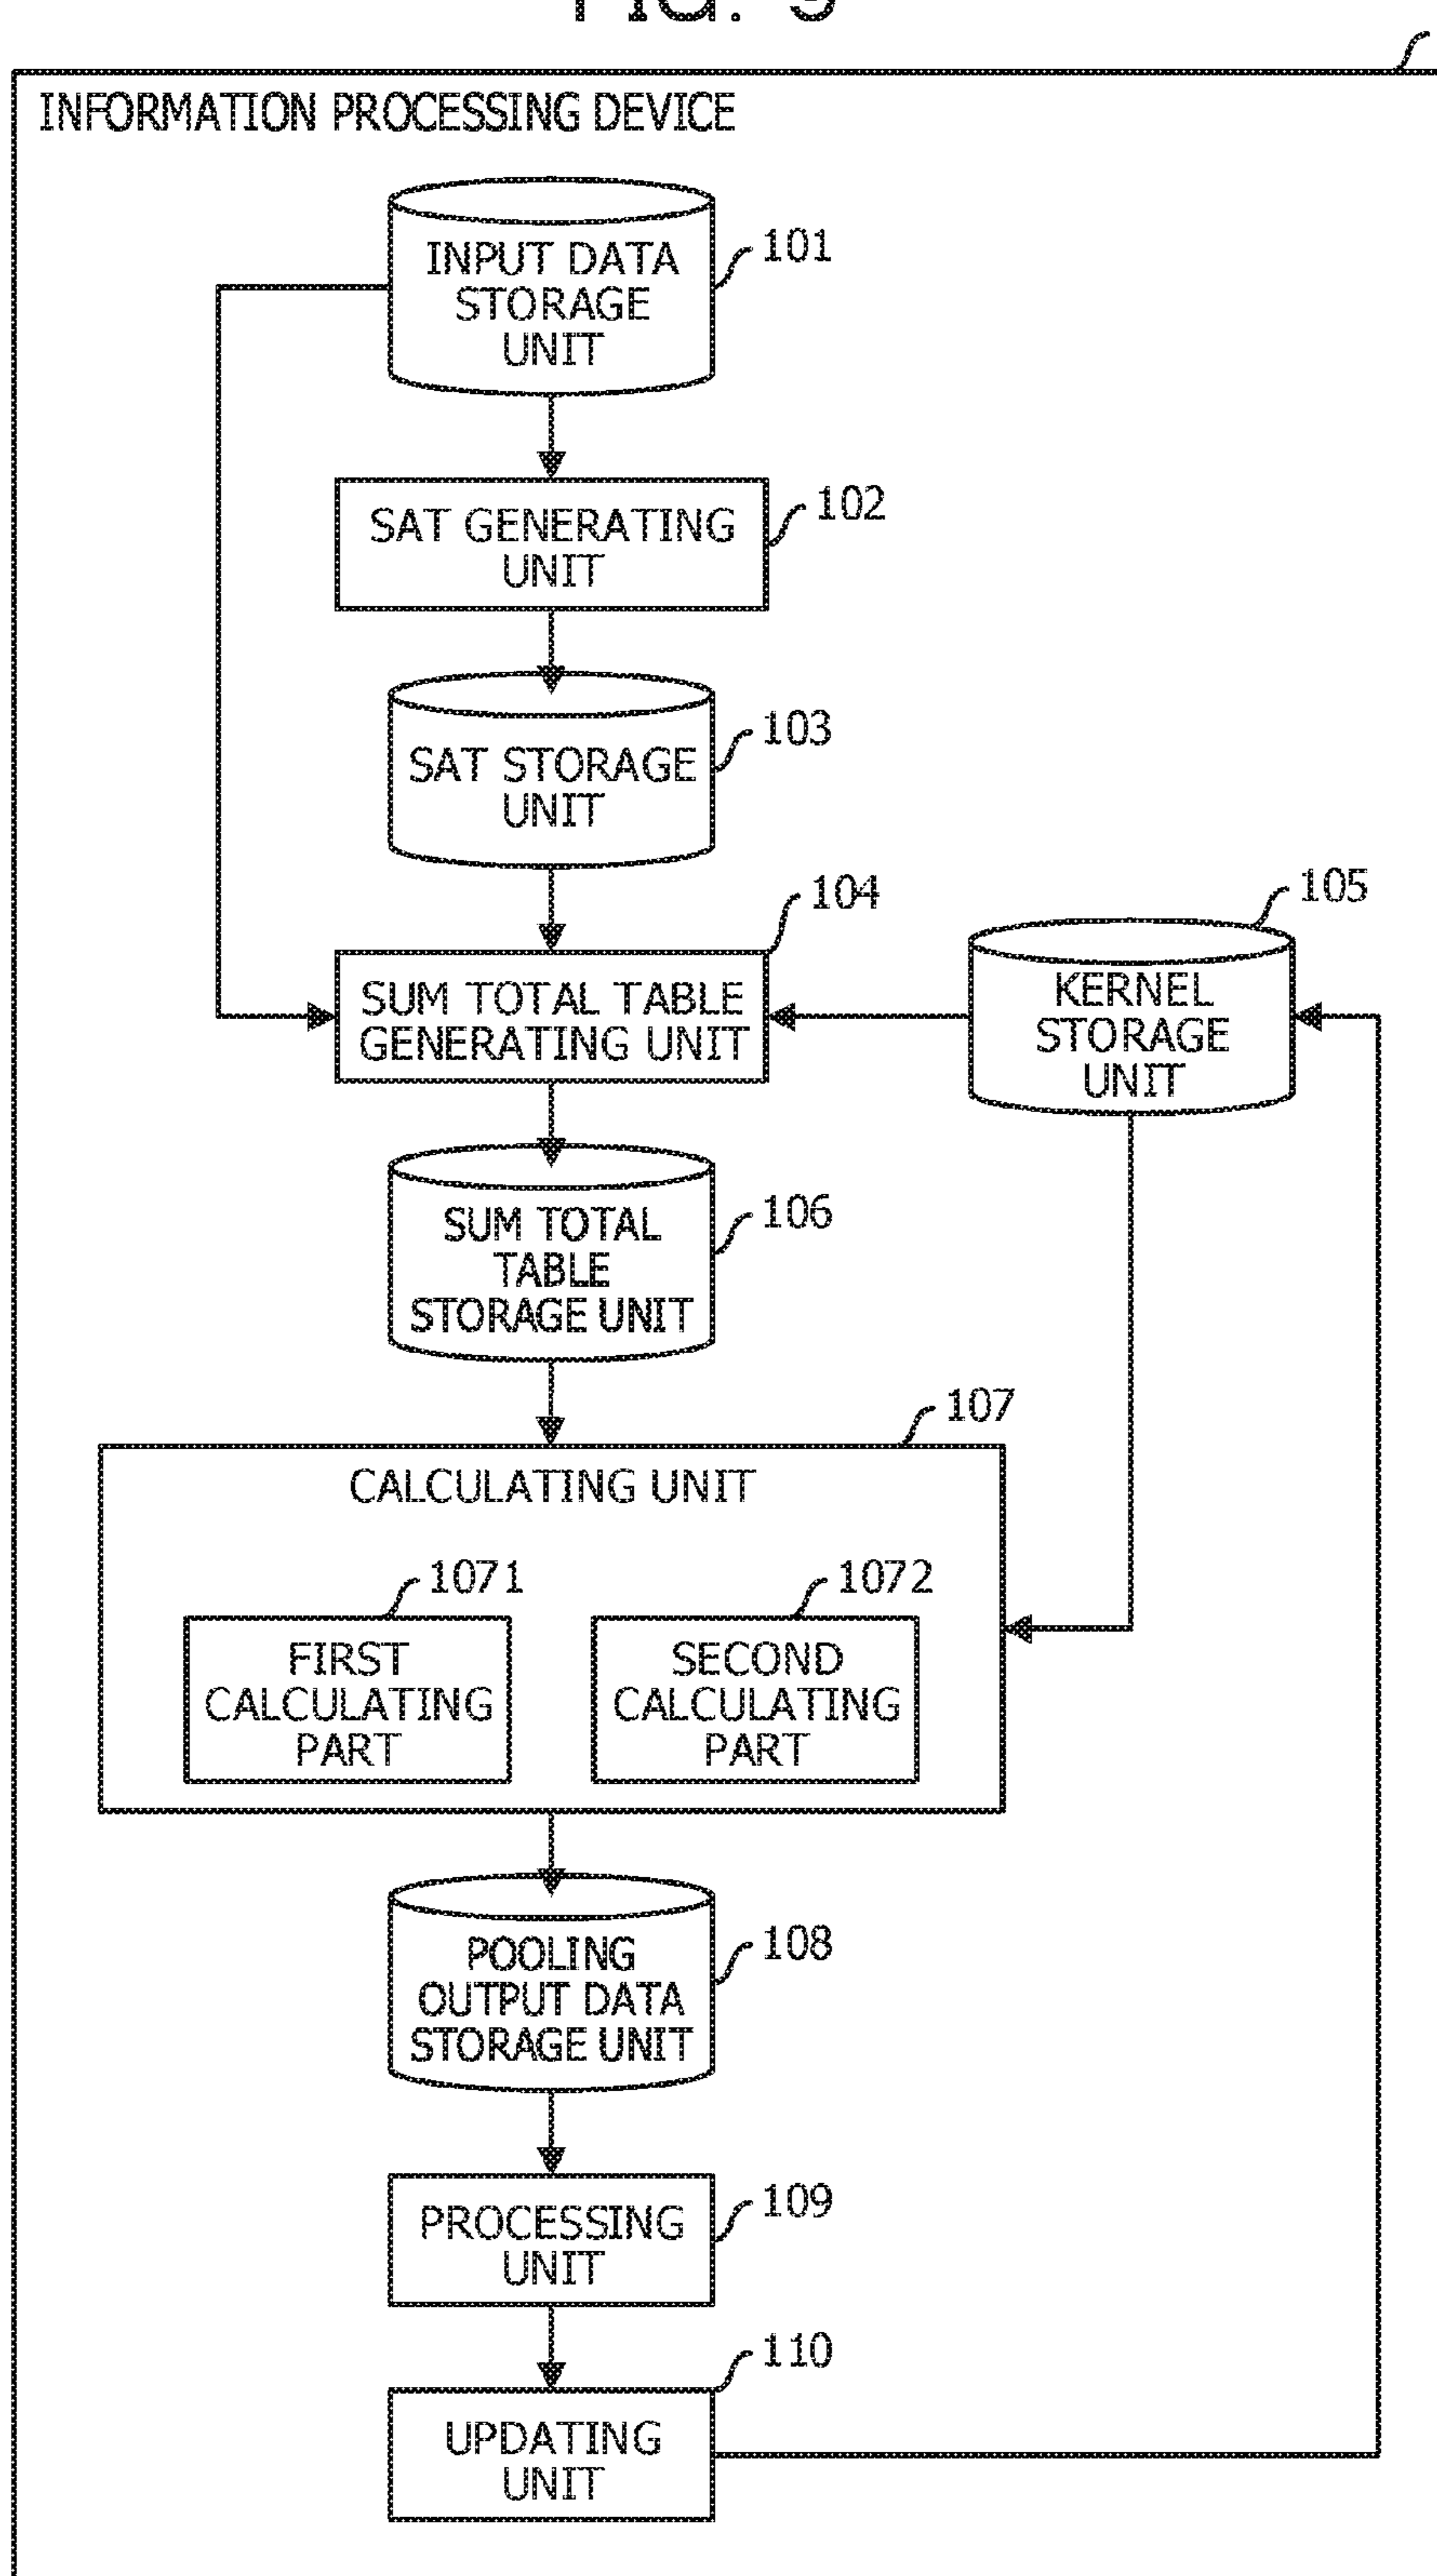 INFORMATION PROCESSING DEVICE
INPUT DATA
STORAGE
UNIT
101
SAT GENERATING
UNIT
102
SAT STORAGE
UNIT
103
SUM TOTAL TABLE
GENERATING UNIT
104
KERNEL
STORAGE
UNIT
105
SUM TOTAL
TABLE
STORAGE UNIT
106
CALCULATING UNIT
107
FIRST
CALCULATING
PART
1071
SECOND
CALCULATING
PART
1072
POOLING
OUTPUT DATA
STORAGE UNIT
108
PROCESSING
UNIT
109
UPDATING
UNIT
110